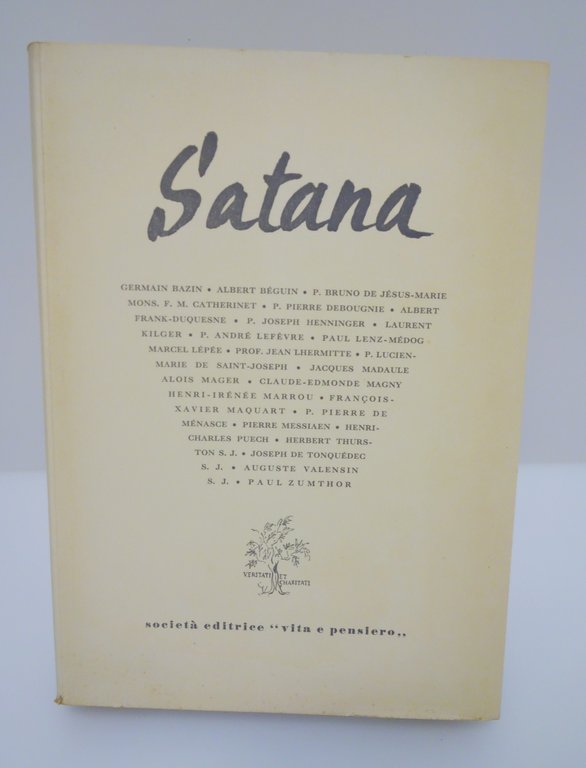 Satana
GERMAIN BAZIN • ALBERT BÉGUIN • P. BRUNO DE JÉSUS-MARIE
MONS. F. M. CATHERINET • P. PIERRE DEBOUGNIE • ALBERT
FRANK-DUQUESNE • P. JOSEPH HENNINGER • LAURENT
KILGER • P. ANDRÉ LEFÈVRE • PAUL LENZ-MÉDOG
MARCEL LÉPÉE • PROF. JEAN LHERMITTE • P. LUCIEN-
MARIE DE SAINT-JOSEPH • JACQUES MADAULE
ALOIS MAGER • CLAUDE-EDMONDE MAGNY
HENRI-IRÉNÉE MARROU • FRANÇOIS-
XAVIER MAQUART • P. PIERRE DE
MÉNASCE • PIERRE MESSIAEN • HENRI-
CHARLES PUECH • HERBERT THURS-
TON S. J. • JOSEPH DE TONQUÉDEC
S. J. • AUGUSTE VALENSIN
S. J. • PAUL ZUMTHOR
VERITATI ET
CHARITATI
società editrice “vita e pensiero„